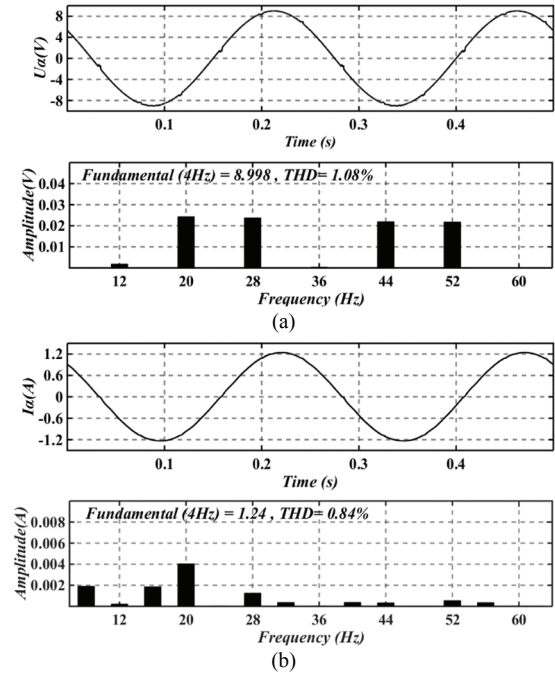 8
4
0
-4
-8
Uα(V)
0.1 0.2 0.3 0.4
Time (s)
Fundamental (4Hz) = 8.998 , THD= 1.08%
0.04
0.03
0.02
0.01
Amplitude(V)
12 20 28 36 44 52 60
Frequency (Hz)
(a)
1.2
0.6
0
-0.6
-1.2
Iα(A)
0.1 0.2 0.3 0.4
Time (s)
Fundamental (4Hz) = 1.24 , THD= 0.84%
0.008
0.006
0.004
0.002
Amplitude(A)
12 20 28 36 44 52 60
Frequency (Hz)
(b)